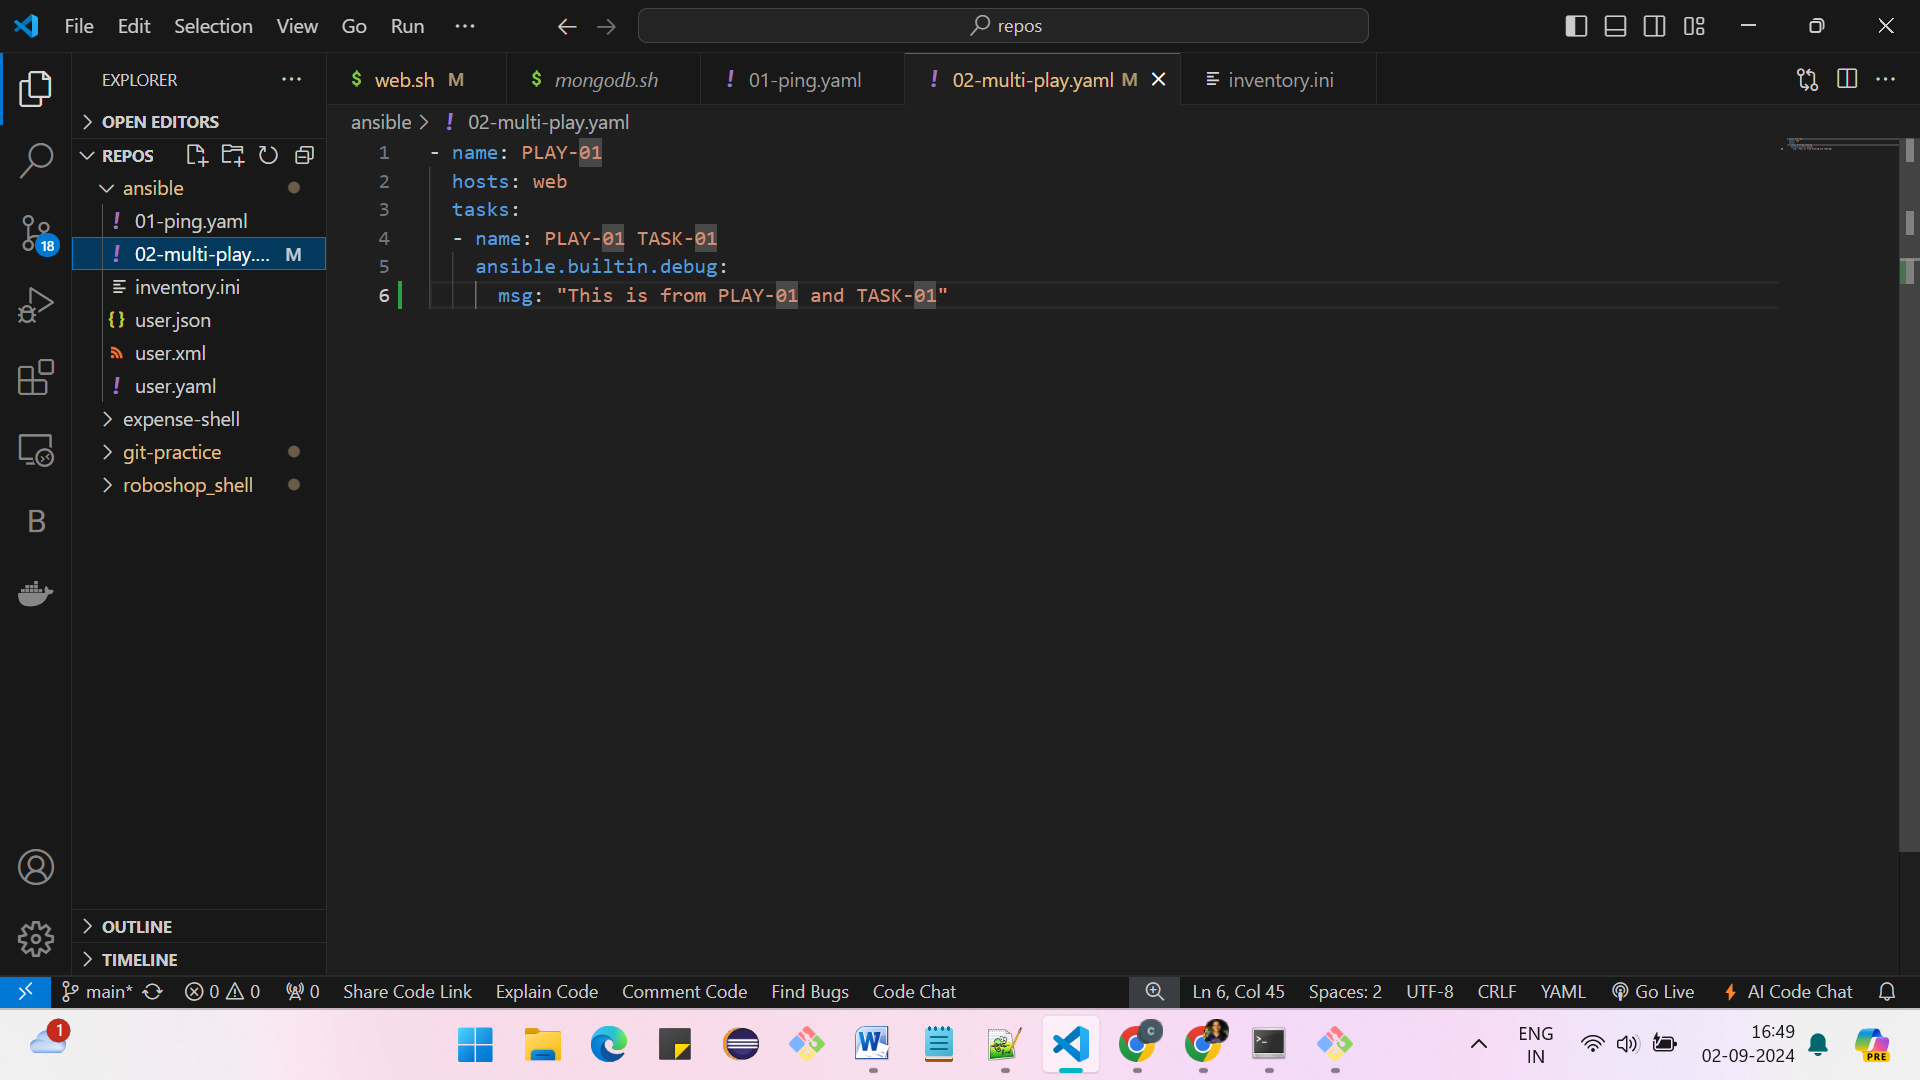 File Edit Selection View Go Run ··· repos
EXPLORER ···
$ web.sh M $ mongodb.sh ! 01-ping.yaml ! 02-multi-play.yaml M inventory.ini ···
OPEN EDITORS
REPOS
ansible
! 01-ping.yaml
! 02-multi-play.... M
inventory.ini
{} user.json
user.xml
! user.yaml
expense-shell
git-practice
roboshop_shell
18
B
OUTLINE
TIMELINE
ansible > ! 02-multi-play.yaml
1 - name: PLAY-01
2 hosts: web
3 tasks:
4 - name: PLAY-01 TASK-01
5 ansible.builtin.debug:
6 msg: "This is from PLAY-01 and TASK-01"
main* 0 0 0 Share Code Link Explain Code Comment Code Find Bugs Code Chat Ln 6, Col 45 Spaces: 2 UTF-8 CRLF YAML Go Live AI Code Chat
1
W
C
ENG
IN
16:49
02-09-2024
PRE